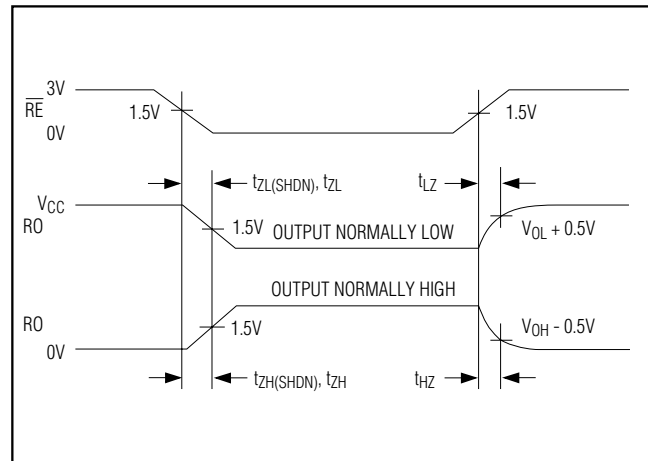 3V
RE
1.5V
1.5V
0V
tZL(SHDN), tZL
tLZ
VCC
RO
1.5V
OUTPUT NORMALLY LOW
VOL + 0.5V
OUTPUT NORMALLY HIGH
RO
1.5V
VOH - 0.5V
0V
tZH(SHDN), tZH
tHZ